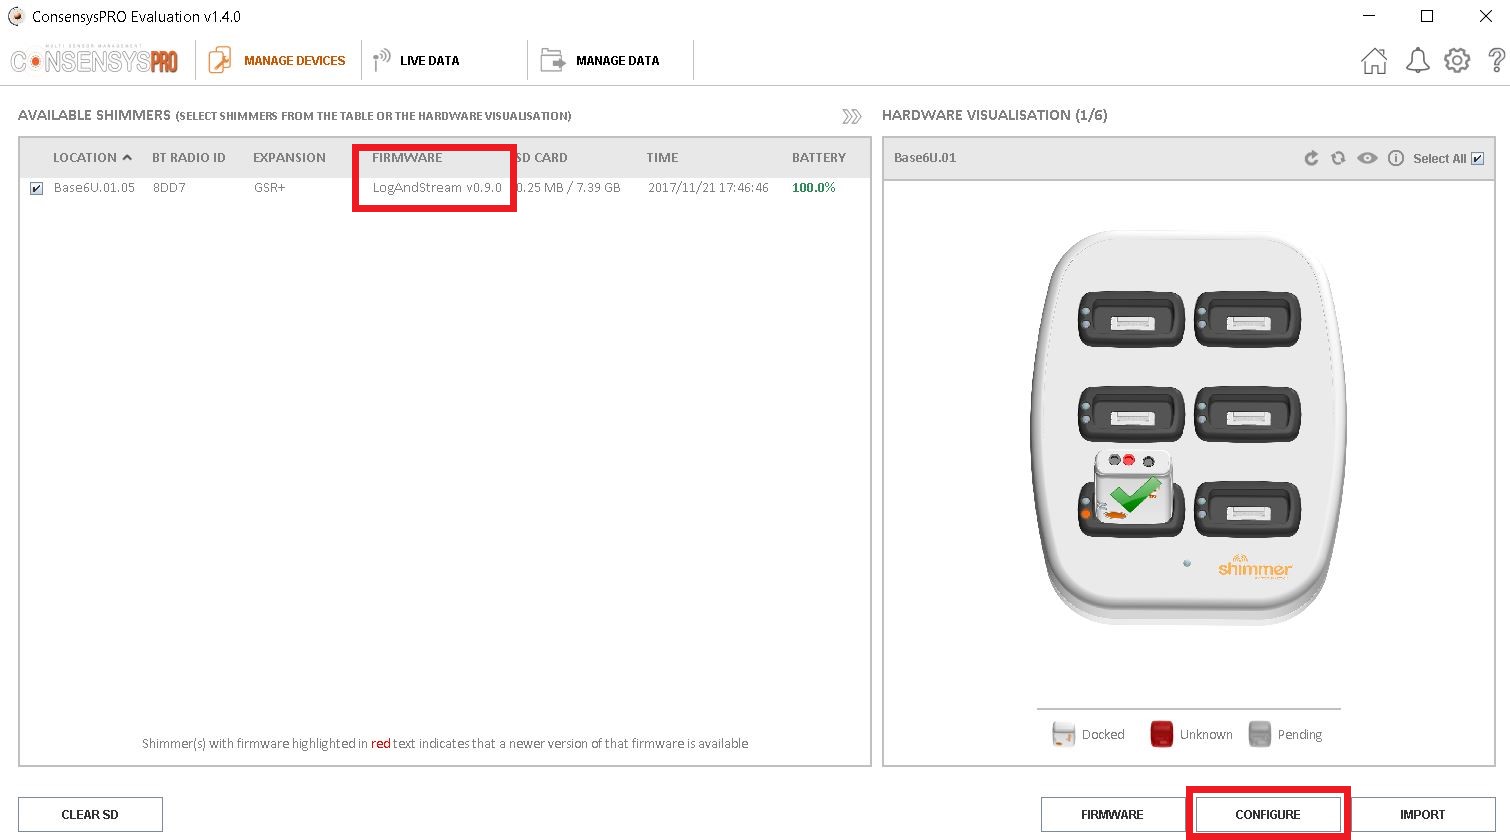 ConsensysPRO Evaluation v1.4.0
MULTI SENSOR MANAGEMENT
CONSENSYSPRO
MANAGE DEVICES
LIVE DATA
MANAGE DATA
AVAILABLE SHIMMERS (SELECT SHIMMERS FROM THE TABLE OR THE HARDWARE VISUALISATION)
HARDWARE VISUALISATION (1/6)
LOCATION BT RADIO ID EXPANSION FIRMWARE SD CARD TIME BATTERY
Base6U.01.05 8DD7 GSR+ LogAndStream v0.9.0 0.25 MB / 7.39 GB 2017/11/21 17:46:46 100.0%
Base6U.01
Select All
shimmer
Docked
Unknown
Pending
Shimmer(s) with firmware highlighted in red text indicates that a newer version of that firmware is available
CLEAR SD
FIRMWARE
CONFIGURE
IMPORT